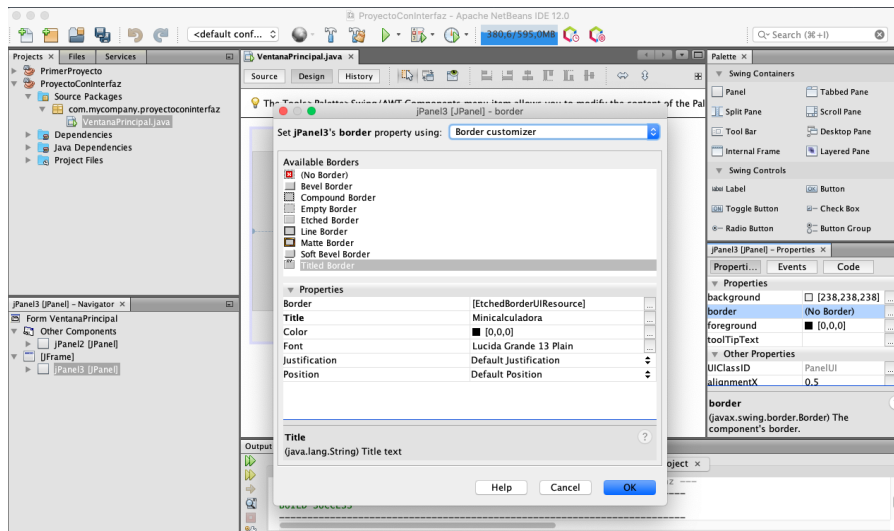 ProyectoConInterfaz - Apache NetBeans IDE 12.0
<default conf...
380,6/595,0MB
Search (⌘+I)
Projects × Files Services
PrimerProyecto
ProyectoConInterfaz
Source Packages
com.mycompany.proyectoconinterfaz
VentanaPrincipal.java
Dependencies
Java Dependencies
Project Files
VentanaPrincipal.java ×
Source Design History
jPanel3 [JPanel] - border
Set jPanel3's border property using: Border customizer
Available Borders
(No Border)
Bevel Border
Compound Border
Empty Border
Etched Border
Line Border
Matte Border
Soft Bevel Border
Titled Border
Properties
Border [EtchedBorderUIResource] ...
Title Minicalculadora
Color [0,0,0] ...
Font Lucida Grande 13 Plain ...
Justification Default Justification
Position Default Position
Title
(java.lang.String) Title text
?
Help Cancel OK
Palette ×
Swing Containers
Panel Tabbed Pane
Split Pane Scroll Pane
Tool Bar Desktop Pane
Internal Frame Layered Pane
Swing Controls
label Label OK Button
ON Toggle Button Check Box
Radio Button Button Group
jPanel3 [JPanel] - Properties ×
Properti... Events Code
Properties
background [238,238,238] ...
border (No Border) ...
foreground [0,0,0] ...
toolTipText ...
Other Properties
UIClassID PanelUI ...
alignmentX 0.5
border
(javax.swing.border.Border) The
component's border.
jPanel3 [JPanel] - Navigator ×
Form VentanaPrincipal
Other Components
jPanel2 [JPanel]
[JFrame]
jPanel3 [JPanel]
Output
oject ×
BUILD SUCCESS